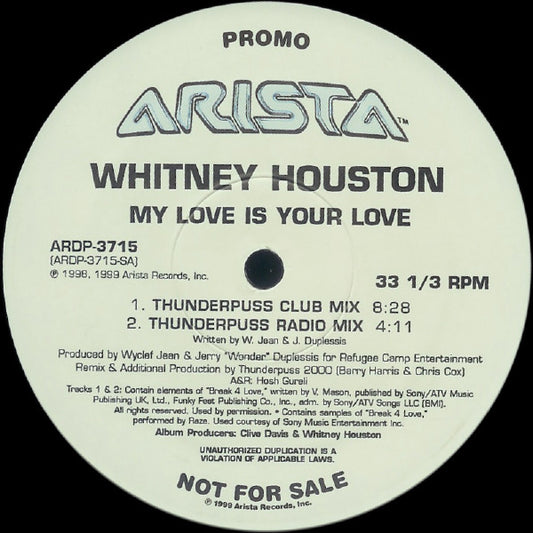 PROMO
ARISTA™
WHITNEY HOUSTON
MY LOVE IS YOUR LOVE
ARDP-3715
(ARDP-3715-SA)
℗ 1998, 1999 Arista Records, Inc.
33 1/3 RPM
1. THUNDERPUSS CLUB MIX 8:28
2. THUNDERPUSS RADIO MIX 4:11
Written by W. Jean & J. Duplessis
Produced by Wyclef Jean & Jerry "Wonder" Duplessis for Refugee Camp Entertainment
Remix & Additional Production by Thunderpuss 2000 (Barry Harris & Chris Cox)
A&R: Hosh Gureli
Tracks 1 & 2: Contain elements of "Break 4 Love," written by V. Mason, published by Sony/ATV Music
Publishing UK, Ltd., Funky Feet Publishing Co., Inc., adm. by Sony/ATV Songs LLC (BMI).
All rights reserved. Used by permission. • Contains samples of "Break 4 Love,"
performed by Raze. Used courtesy of Sony Music Entertainment Inc.
Album Producers: Clive Davis & Whitney Houston
UNAUTHORIZED DUPLICATION IS A
VIOLATION OF APPLICABLE LAWS.
NOT FOR SALE
℗ 1999 Arista Records, Inc.